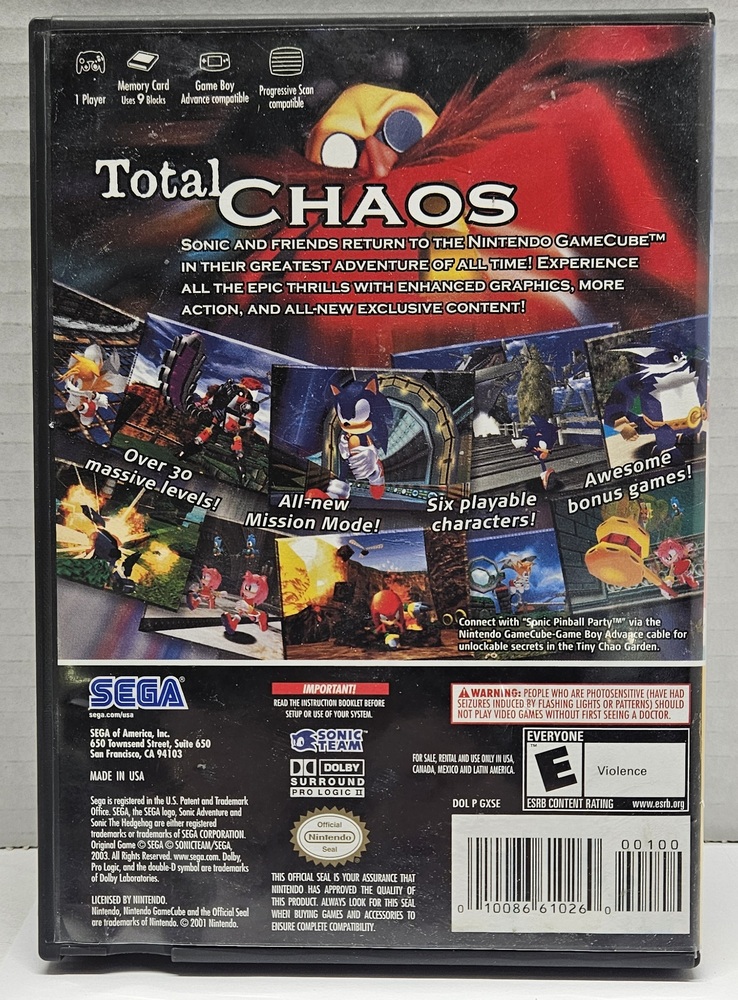 1 Player
Memory Card
Uses 9 Blocks
Game Boy
Advance compatible
Progressive Scan
compatible
Total CHAOS
SONIC AND FRIENDS RETURN TO THE NINTENDO GAMECUBE™
IN THEIR GREATEST ADVENTURE OF ALL TIME! EXPERIENCE
ALL THE EPIC THRILLS WITH ENHANCED GRAPHICS, MORE
ACTION, AND ALL-NEW EXCLUSIVE CONTENT!
Over 30
massive levels!
All-new
Mission Mode!
Six playable
characters!
Awesome
bonus games!
Connect with "Sonic Pinball Party™" via the
Nintendo GameCube-Game Boy Advance cable for
unlockable secrets in the Tiny Chao Garden.
SEGA®
sega.com/usa
SEGA of America, Inc.
650 Townsend Street, Suite 650
San Francisco, CA 94103
MADE IN USA
Sega is registered in the U.S. Patent and Trademark
Office. SEGA, the SEGA logo, Sonic Adventure and
Sonic The Hedgehog are either registered
trademarks or trademarks of SEGA CORPORATION.
Original Game © SEGA © SONICTEAM/SEGA,
2003. All Rights Reserved. www.sega.com. Dolby,
Pro Logic, and the double-D symbol are trademarks
of Dolby Laboratories.
LICENSED BY NINTENDO.
Nintendo, Nintendo GameCube and the Official Seal
are trademarks of Nintendo. © 2001 Nintendo.
IMPORTANT!
READ THE INSTRUCTION BOOKLET BEFORE
SETUP OR USE OF YOUR SYSTEM.
SONIC
TEAM
DOLBY
SURROUND
PRO LOGIC II
Official
Nintendo
Seal
THIS OFFICIAL SEAL IS YOUR ASSURANCE THAT
NINTENDO HAS APPROVED THE QUALITY OF
THIS PRODUCT. ALWAYS LOOK FOR THIS SEAL
WHEN BUYING GAMES AND ACCESSORIES TO
ENSURE COMPLETE COMPATIBILITY.
WARNING: PEOPLE WHO ARE PHOTOSENSITIVE (HAVE HAD
SEIZURES INDUCED BY FLASHING LIGHTS OR PATTERNS) SHOULD
NOT PLAY VIDEO GAMES WITHOUT FIRST SEEING A DOCTOR.
FOR SALE, RENTAL AND USE ONLY IN USA,
CANADA, MEXICO AND LATIN AMERICA.
DOL P GXSE
EVERYONE
™
E
Violence
ESRB CONTENT RATING www.esrb.org
00100
0 10086 61026 0